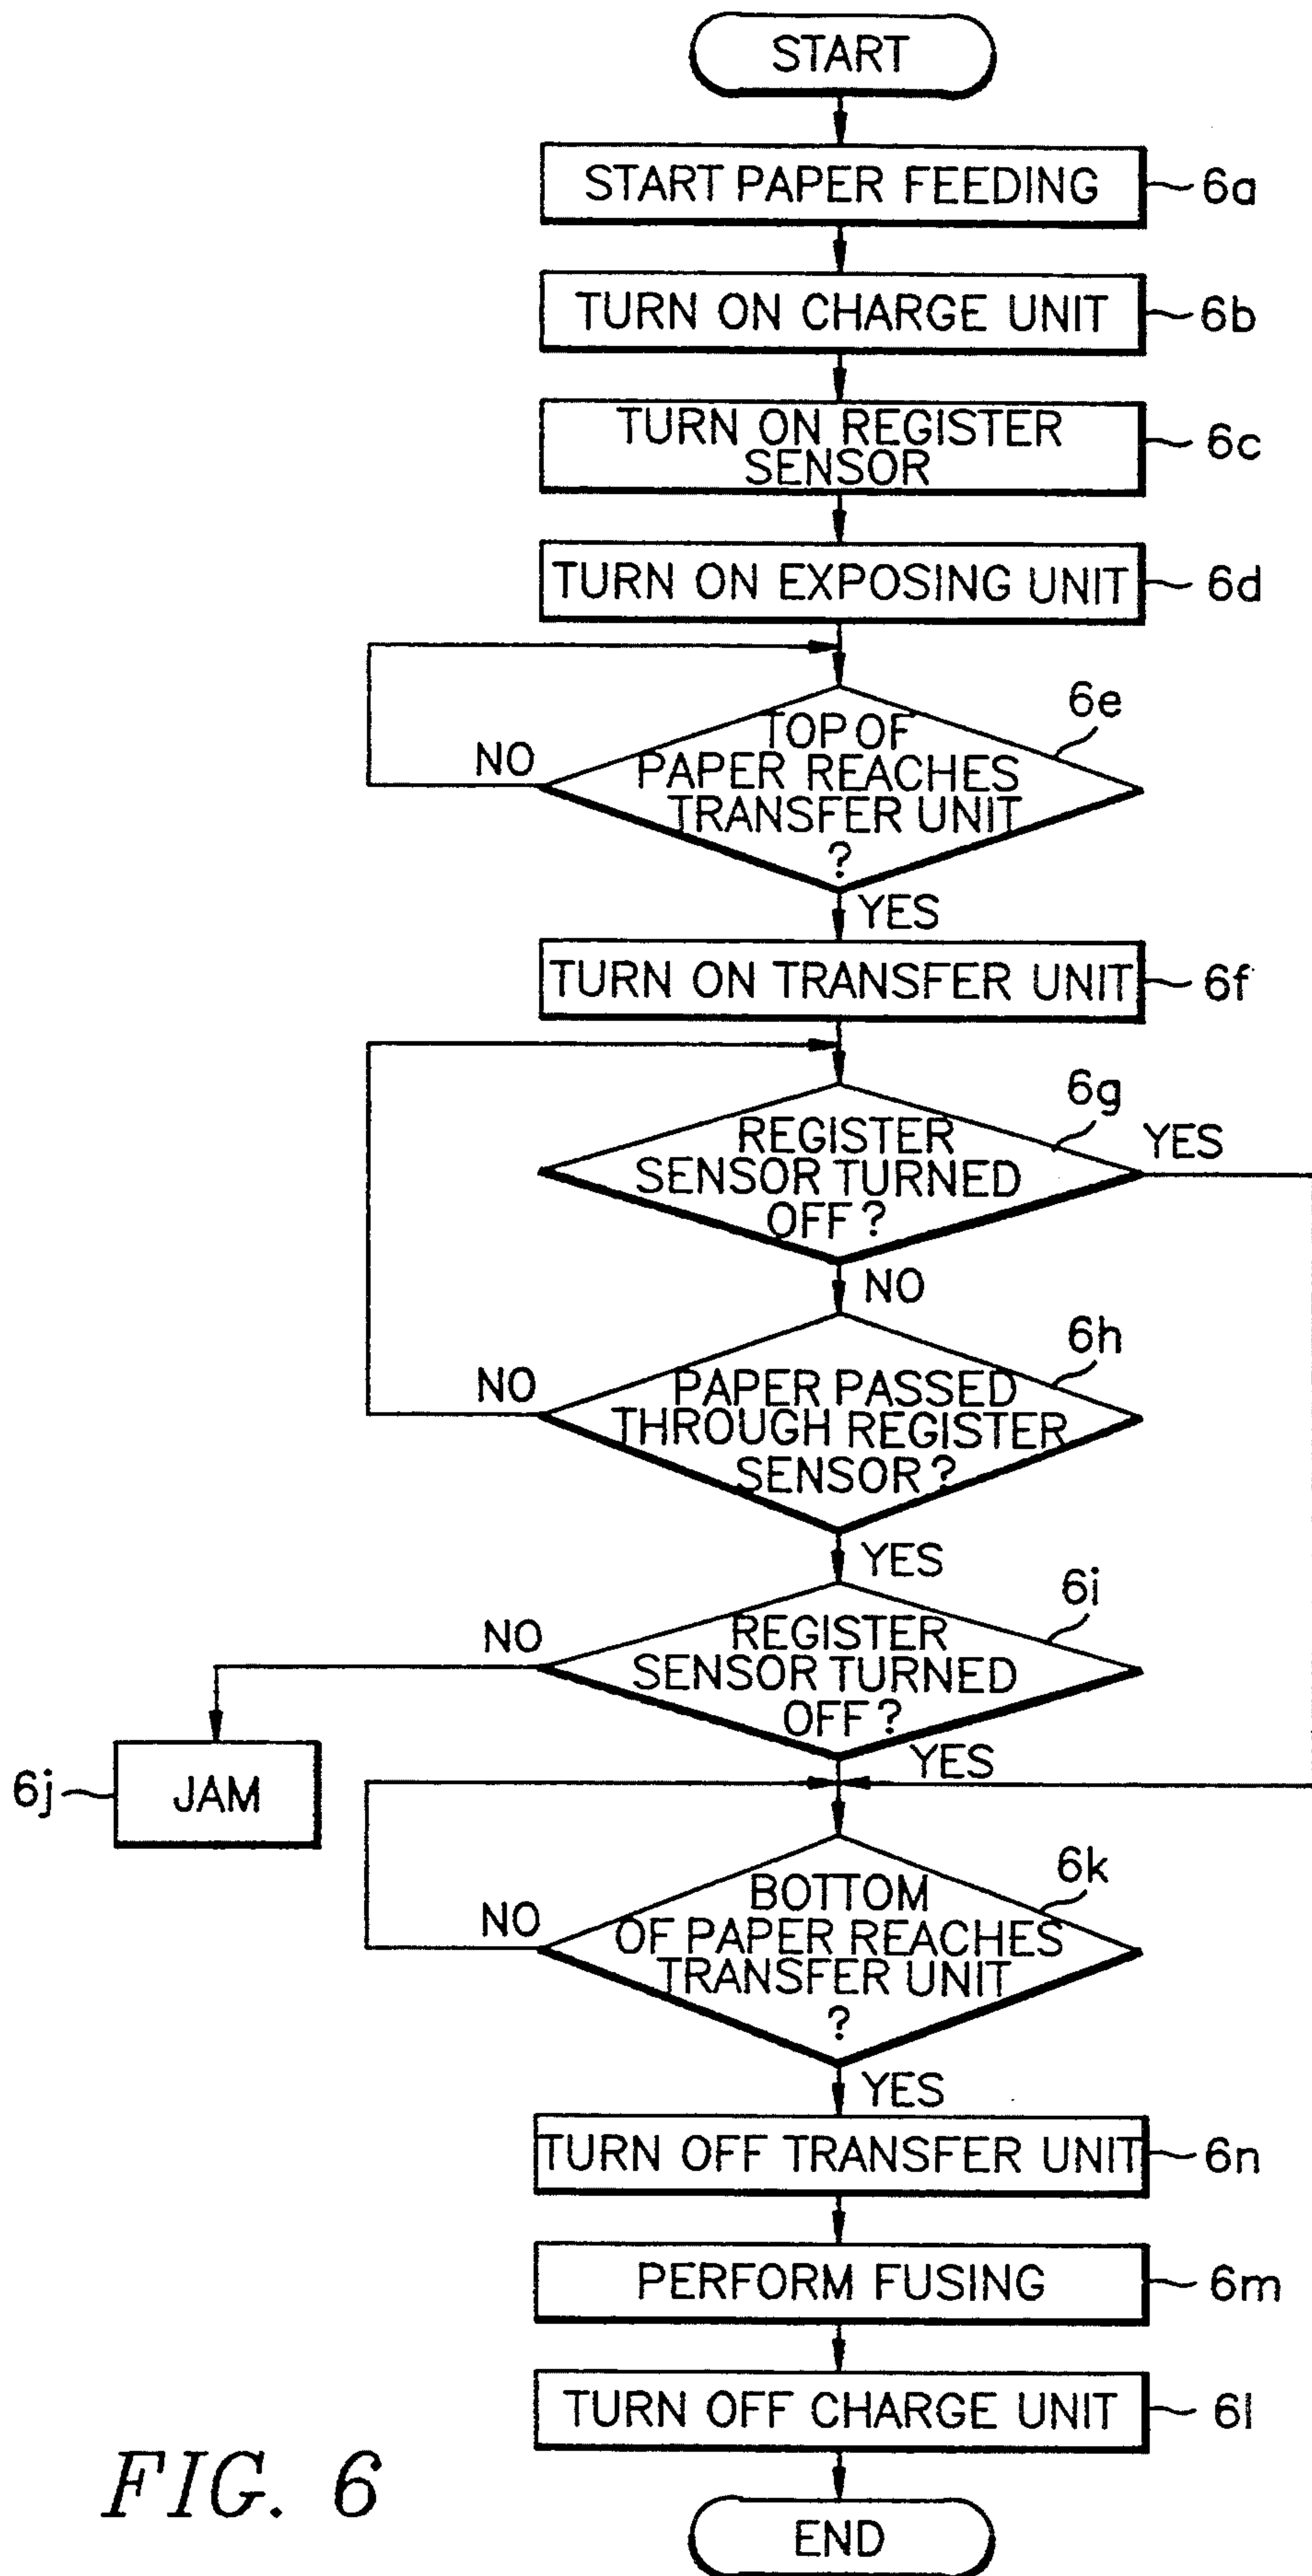 START
START PAPER FEEDING
6a
TURN ON CHARGE UNIT
6b
TURN ON REGISTER
SENSOR
6c
TURN ON EXPOSING UNIT
6d
6e
TOP OF
PAPER REACHES
TRANSFER UNIT
?
NO
YES
TURN ON TRANSFER UNIT
6f
6g
REGISTER
SENSOR TURNED
OFF?
YES
NO
6h
PAPER PASSED
THROUGH REGISTER
SENSOR?
NO
YES
6i
REGISTER
SENSOR TURNED
OFF?
NO
YES
6j
JAM
6k
BOTTOM
OF PAPER REACHES
TRANSFER UNIT
?
NO
YES
TURN OFF TRANSFER UNIT
6n
PERFORM FUSING
6m
TURN OFF CHARGE UNIT
6l
END
FIG. 6